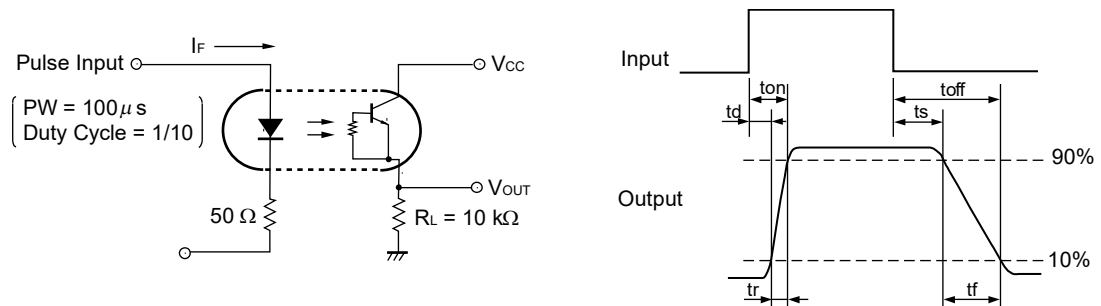 IF
Pulse Input
VCC
PW = 100μs
Duty Cycle = 1/10
VOUT
50 Ω
RL = 10 kΩ
Input
ton
toff
td
ts
90%
Output
10%
tr
tf